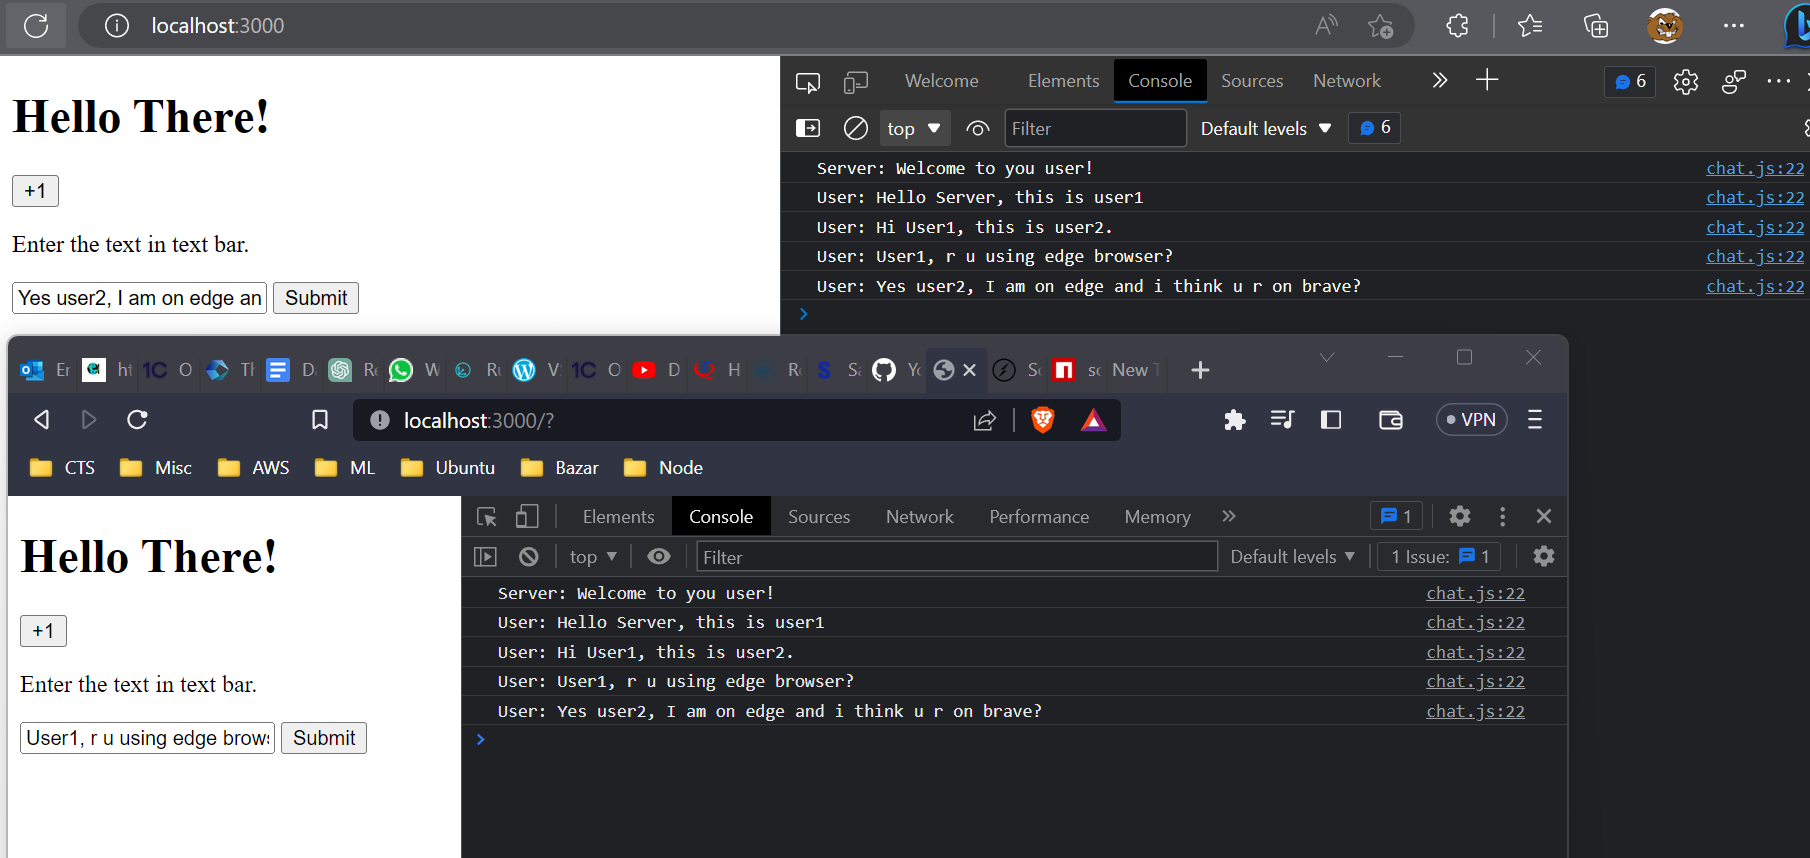 localhost:3000
Hello There!
+1
Enter the text in text bar.
Yes user2, I am on edge an Submit
Welcome Elements Console Sources Network 6
top Filter Default levels 6
Server: Welcome to you user! chat.js:22
User: Hello Server, this is user1 chat.js:22
User: Hi User1, this is user2. chat.js:22
User: User1, r u using edge browser? chat.js:22
User: Yes user2, I am on edge and i think u r on brave? chat.js:22
Er ht 1C O Th D Re W Ru V 1C O D H Re S Sa Yo So sc New T
localhost:3000/? VPN
CTS Misc AWS ML Ubuntu Bazar Node
Hello There!
+1
Enter the text in text bar.
User1, r u using edge brows Submit
Elements Console Sources Network Performance Memory 1
top Filter Default levels 1 Issue: 1
Server: Welcome to you user! chat.js:22
User: Hello Server, this is user1 chat.js:22
User: Hi User1, this is user2. chat.js:22
User: User1, r u using edge browser? chat.js:22
User: Yes user2, I am on edge and i think u r on brave? chat.js:22